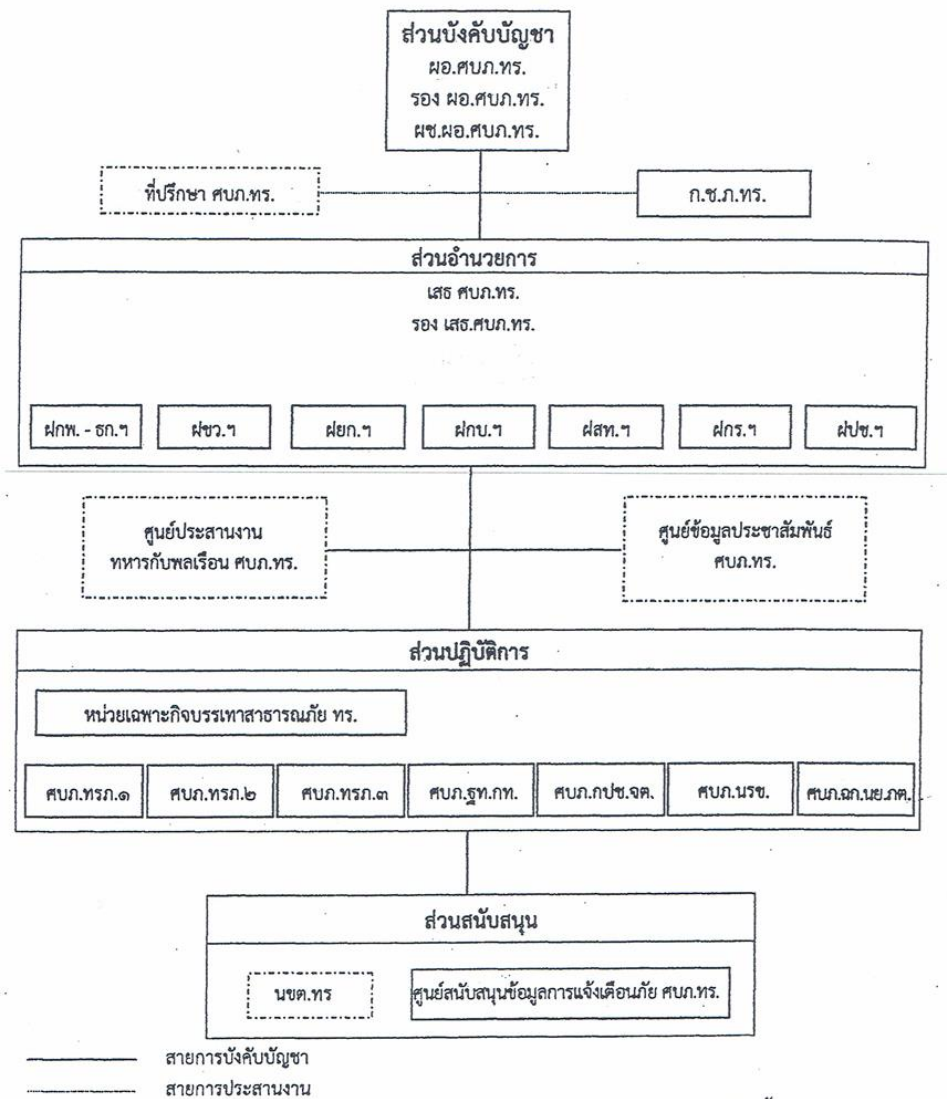 ส่วนบังคับบัญชา
ผอ.ศบภ.ทร.
รอง ผอ.ศบภ.ทร.
ผช.ผอ.ศบภ.ทร.
ที่ปรึกษา ศบภ.ทร.
ก.ช.ภ.ทร.
ส่วนอำนวยการ
เสธ ศบภ.ทร.
รอง เสธ.ศบภ.ทร.
ฝกพ. - ธก.ฯ
ฝขว.ฯ
ฝยก.ฯ
ฝกบ.ฯ
ฝสท.ฯ
ฝกร.ฯ
ฝปช.ฯ
ศูนย์ประสานงาน
ทหารกับพลเรือน ศบภ.ทร.
ศูนย์ข้อมูลประชาสัมพันธ์
ศบภ.ทร.
ส่วนปฏิบัติการ
หน่วยเฉพาะกิจบรรเทาสาธารณภัย ทร.
ศบภ.ทรภ.๑
ศบภ.ทรภ.๒
ศบภ.ทรภ.๓
ศบภ.ฐท.กท.
ศบภ.กปช.จต.
ศบภ.นรข.
ศบภ.ฉก.นย.ภต.
ส่วนสนับสนุน
นขต.ทร
ศูนย์สนับสนุนข้อมูลการแจ้งเตือนภัย ศบภ.ทร.
สายการบังคับบัญชา
สายการประสานงาน